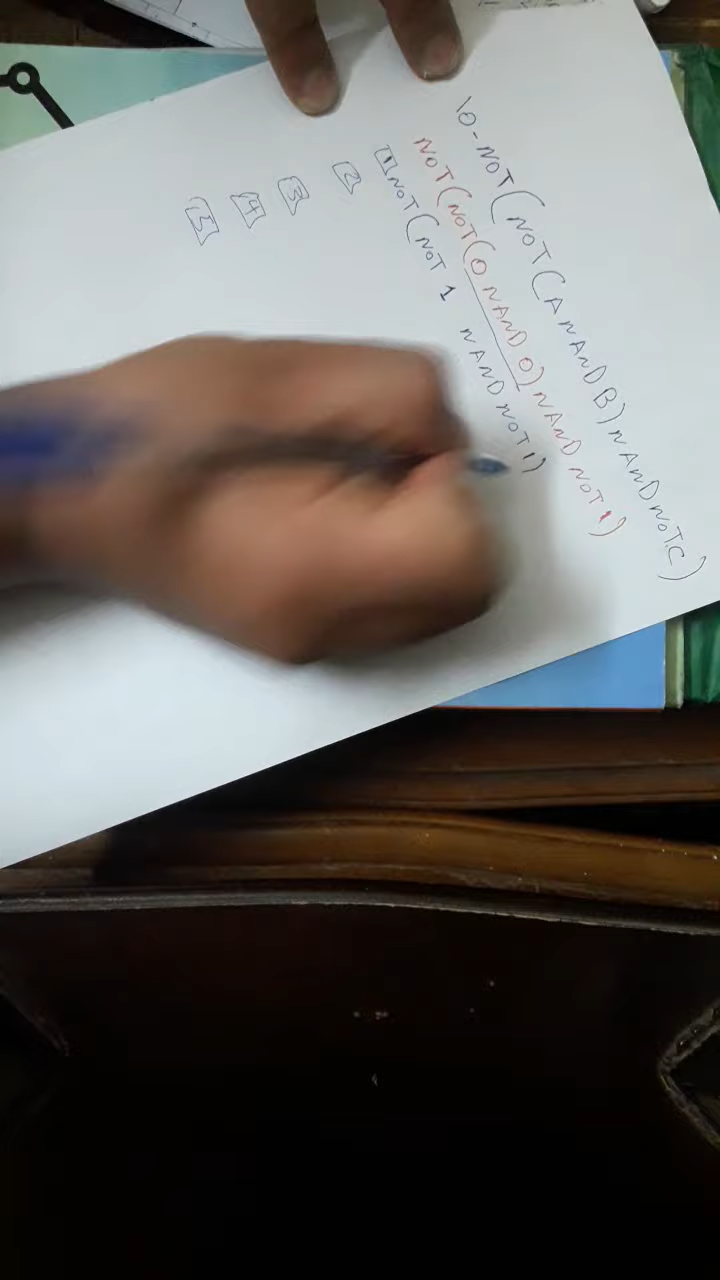 10-NOT(NOT(A NAND B) NAND NOT C)
NOT(NOT(0 NAND 0) NAND NOT 1)
1 NOT(NOT 1 NAND NOT 1)
2
3
4
5